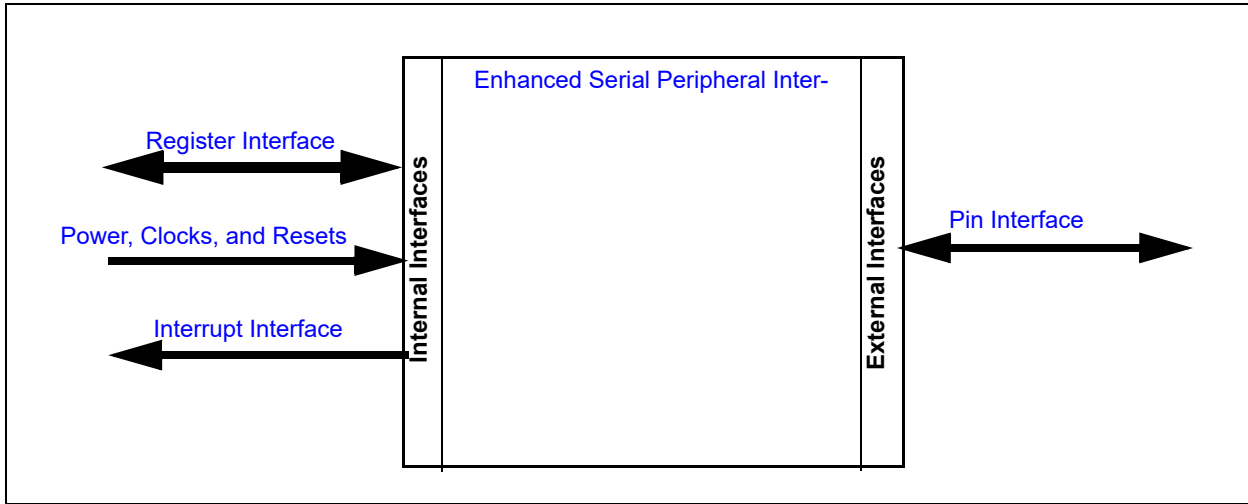 Enhanced Serial Peripheral Inter-
Register Interface
Power, Clocks, and Resets
Interrupt Interface
Internal Interfaces
External Interfaces
Pin Interface